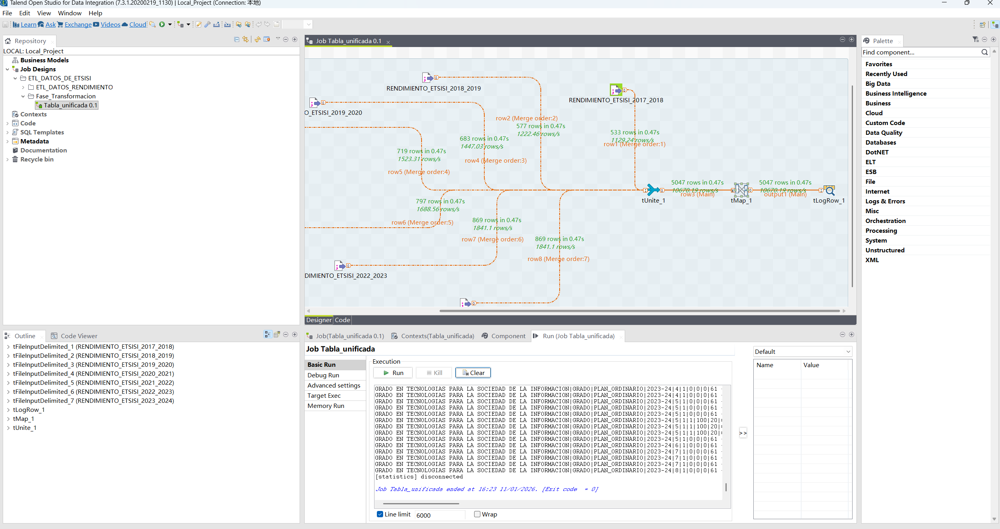 Talend Open Studio for Data Integration (7.3.1.20200219_1130) | Local_Project (Connection: 本地)
File Edit View Window Help
Learn Ask Exchange Videos Cloud
Repository
LOCAL: Local_Project
Business Models
Job Designs
ETL_DATOS_DE_ETSISI
ETL_DATOS_RENDIMIENTO
Fase_Transformacion
Tabla_unificada 0.1
Contexts
Code
SQL Templates
Metadata
Documentation
Recycle bin
Job Tabla_unificada 0.1
RENDIMIENTO_ETSISI_2018_2019
RENDIMIENTO_ETSISI_2017_2018
O_ETSISI_2019_2020
row2 (Merge order:2)
577 rows in 0.47s
1222.46 rows/s
533 rows in 0.47s
1129.24 rows/s
row1 (Merge order:1)
683 rows in 0.47s
1447.03 rows/s
row4 (Merge order:3)
719 rows in 0.47s
1523.31 rows/s
row5 (Merge order:4)
5047 rows in 0.47s
10670.19 rows/s
row3 (Main)
5047 rows in 0.47s
10670.19 rows/s
output1 (Main)
tUnite_1
tMap_1
tLogRow_1
797 rows in 0.47s
1688.56 rows/s
row6 (Merge order:5)
869 rows in 0.47s
1841.1 rows/s
row7 (Merge order:6)
869 rows in 0.47s
1841.1 rows/s
row8 (Merge order:7)
DIMIENTO_ETSISI_2022_2023
Designer Code
Palette
Find component...
Favorites
Recently Used
Big Data
Business Intelligence
Business
Cloud
Custom Code
Data Quality
Databases
DotNET
ELT
ESB
File
Internet
Logs & Errors
Misc
Orchestration
Processing
System
Unstructured
XML
Outline Code Viewer
tFileInputDelimited_1 (RENDIMIENTO_ETSISI_2017_2018)
tFileInputDelimited_2 (RENDIMIENTO_ETSISI_2018_2019)
tFileInputDelimited_3 (RENDIMIENTO_ETSISI_2019_2020)
tFileInputDelimited_4 (RENDIMIENTO_ETSISI_2020_2021)
tFileInputDelimited_5 (RENDIMIENTO_ETSISI_2021_2022)
tFileInputDelimited_6 (RENDIMIENTO_ETSISI_2022_2023)
tFileInputDelimited_7 (RENDIMIENTO_ETSISI_2023_2024)
tLogRow_1
tMap_1
tUnite_1
Job(Tabla_unificada 0.1) Contexts(Tabla_unificada) Component Run (Job Tabla_unificada)
Job Tabla_unificada
Basic Run
Debug Run
Advanced settings
Target Exec
Memory Run
Execution
Run Kill Clear
GRADO EN TECNOLOGIAS PARA LA SOCIEDAD DE LA INFORMACION|GRADO|PLAN_ORDINARIO|2023-24|4|1|0|0|0|61 -
GRADO EN TECNOLOGIAS PARA LA SOCIEDAD DE LA INFORMACION|GRADO|PLAN_ORDINARIO|2023-24|4|1|0|0|0|61 -
GRADO EN TECNOLOGIAS PARA LA SOCIEDAD DE LA INFORMACION|GRADO|PLAN_ORDINARIO|2023-24|5|1|0|0|0|61 -
GRADO EN TECNOLOGIAS PARA LA SOCIEDAD DE LA INFORMACION|GRADO|PLAN_ORDINARIO|2023-24|5|1|0|0|0|61 -
GRADO EN TECNOLOGIAS PARA LA SOCIEDAD DE LA INFORMACION|GRADO|PLAN_ORDINARIO|2023-24|5|1|0|0|0|61 -
GRADO EN TECNOLOGIAS PARA LA SOCIEDAD DE LA INFORMACION|GRADO|PLAN_ORDINARIO|2023-24|5|1|1|100|20|
GRADO EN TECNOLOGIAS PARA LA SOCIEDAD DE LA INFORMACION|GRADO|PLAN_ORDINARIO|2023-24|5|1|1|100|20|
GRADO EN TECNOLOGIAS PARA LA SOCIEDAD DE LA INFORMACION|GRADO|PLAN_ORDINARIO|2023-24|5|1|1|100|20|
GRADO EN TECNOLOGIAS PARA LA SOCIEDAD DE LA INFORMACION|GRADO|PLAN_ORDINARIO|2023-24|5|1|0|0|0|61 -
GRADO EN TECNOLOGIAS PARA LA SOCIEDAD DE LA INFORMACION|GRADO|PLAN_ORDINARIO|2023-24|6|1|0|0|0|61 -
GRADO EN TECNOLOGIAS PARA LA SOCIEDAD DE LA INFORMACION|GRADO|PLAN_ORDINARIO|2023-24|7|1|0|0|0|61 -
GRADO EN TECNOLOGIAS PARA LA SOCIEDAD DE LA INFORMACION|GRADO|PLAN_ORDINARIO|2023-24|7|1|0|0|0|61 -
GRADO EN TECNOLOGIAS PARA LA SOCIEDAD DE LA INFORMACION|GRADO|PLAN_ORDINARIO|2023-24|7|1|0|0|0|61 -
GRADO EN TECNOLOGIAS PARA LA SOCIEDAD DE LA INFORMACION|GRADO|PLAN_ORDINARIO|2023-24|8|1|0|0|0|61 -
[statistics] disconnected
Job Tabla_unificada ended at 16:23 11/01/2026. [Exit code = 0]
Line limit 6000 Wrap
>>
Default
Name Value